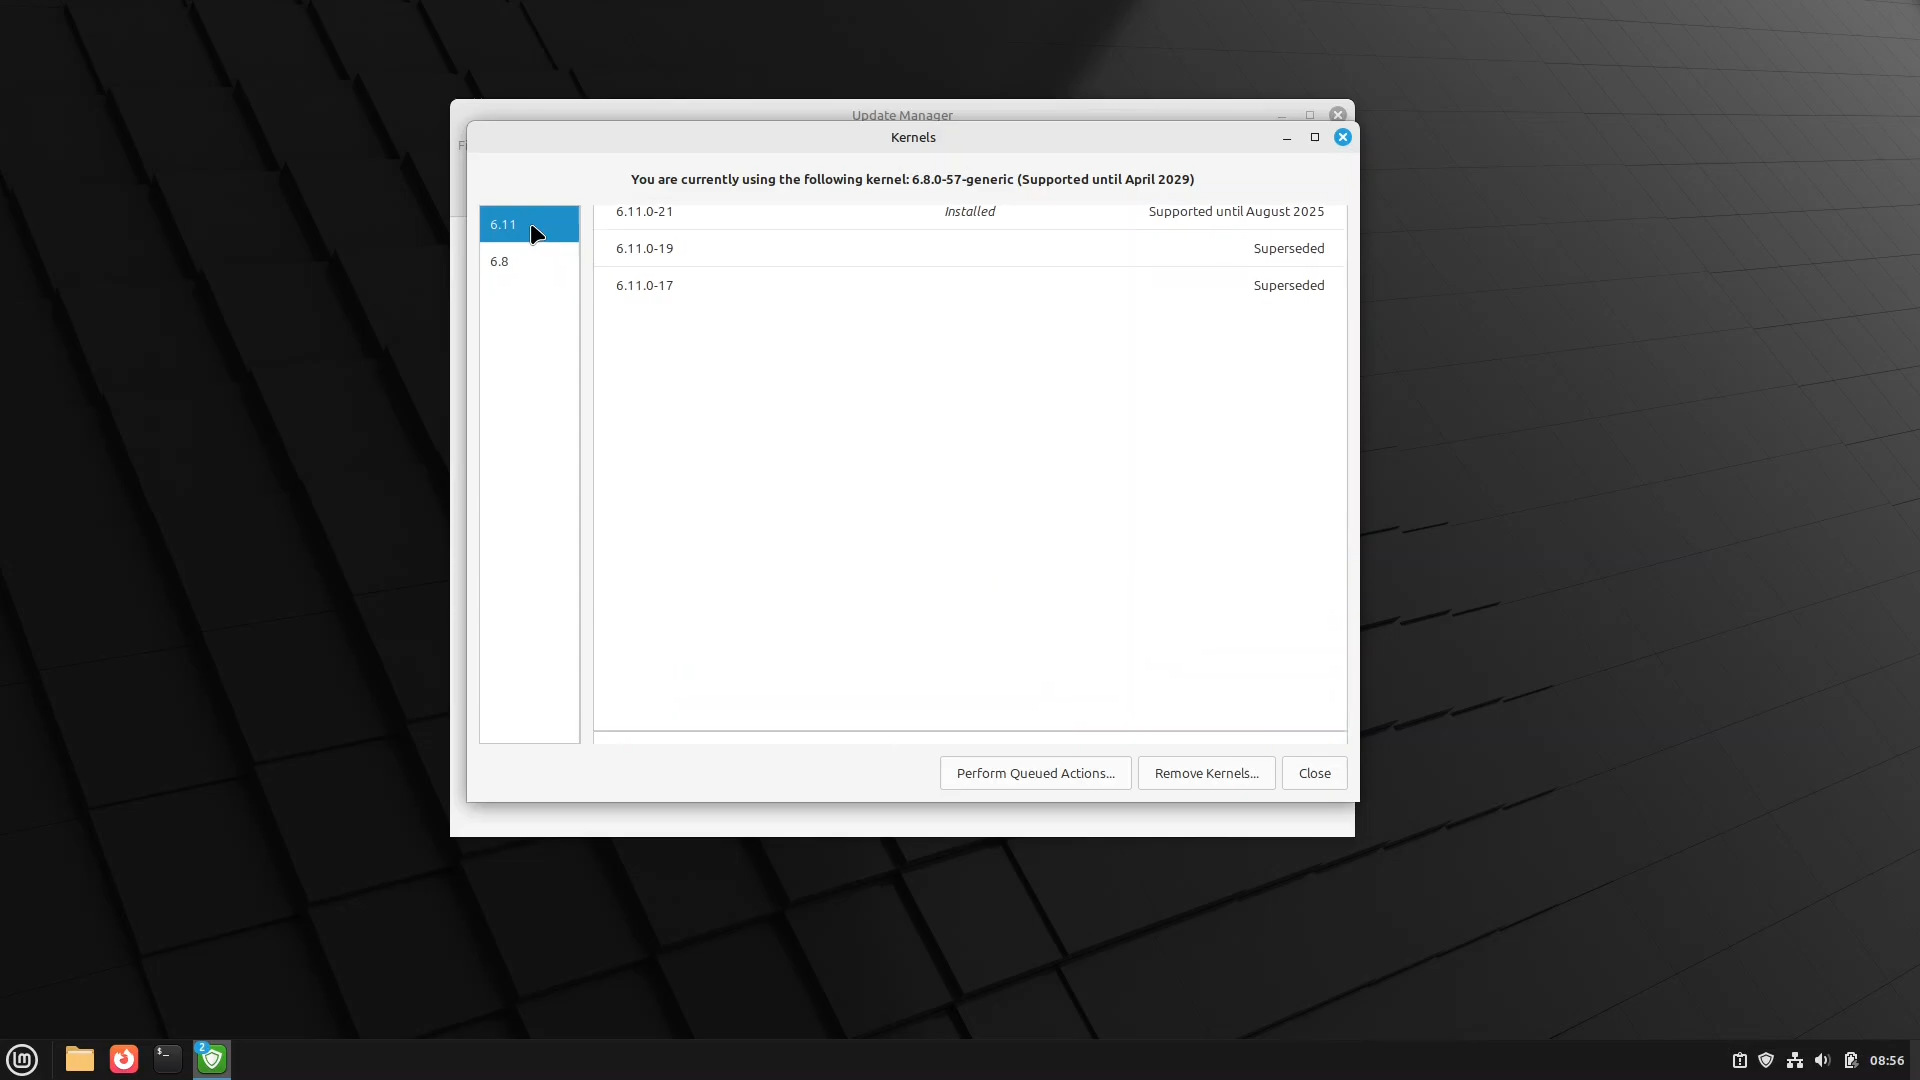 Update Manager
Kernels
You are currently using the following kernel: 6.8.0-57-generic (Supported until April 2029)
6.11
6.8
6.11.0-21 Installed Supported until August 2025
6.11.0-19 Superseded
6.11.0-17 Superseded
Perform Queued Actions... Remove Kernels... Close
2
$_
lm
08:56